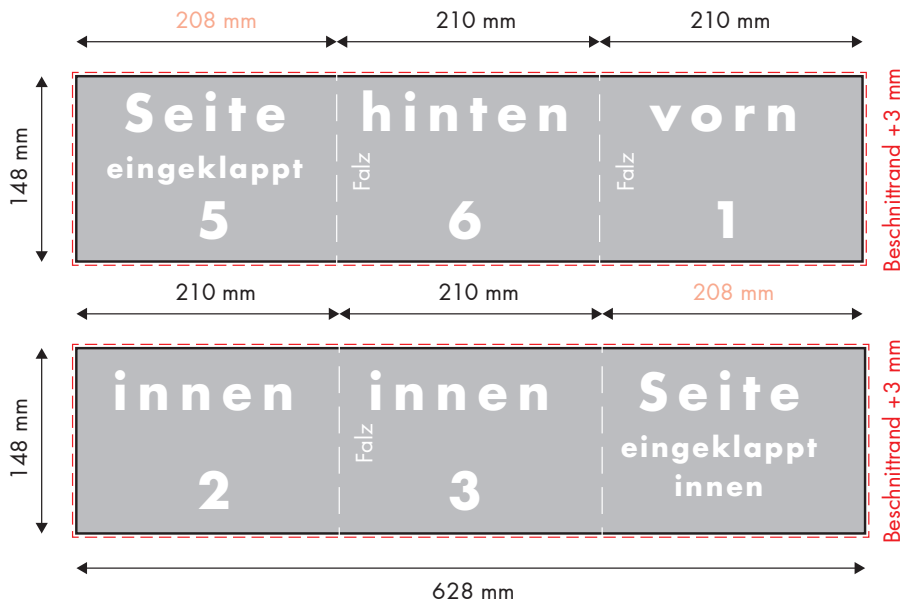 208 mm
210 mm
210 mm
148 mm
Seite
eingeklappt
5
Falz
hinten
6
Falz
vorn
1
Beschnittrand +3 mm
210 mm
210 mm
208 mm
148 mm
innen
2
Falz
innen
3
Seite
eingeklappt
innen
Beschnittrand +3 mm
628 mm